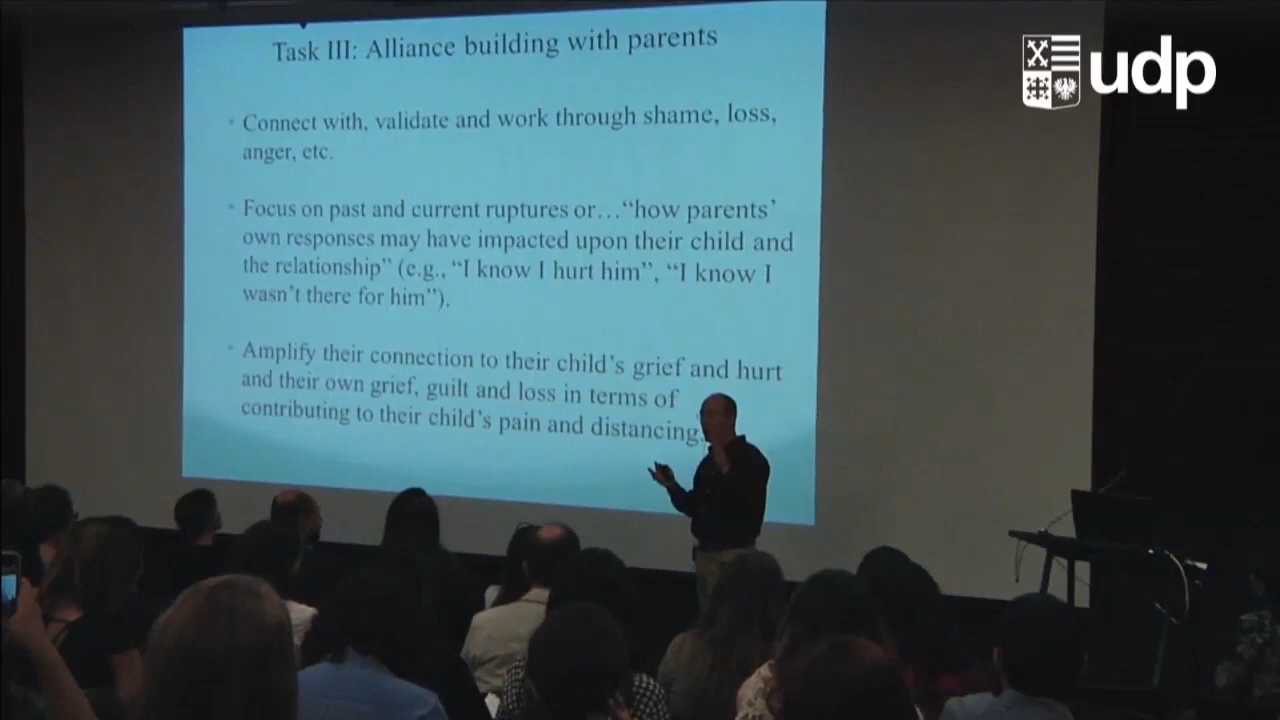 Task III: Alliance building with parents
udp
• Connect with, validate and work through shame, loss,
anger, etc.
• Focus on past and current ruptures or…“how parents’
own responses may have impacted upon their child and
the relationship” (e.g., “I know I hurt him”, “I know I
wasn’t there for him”).
• Amplify their connection to their child’s grief and hurt
and their own grief, guilt and loss in terms of
contributing to their child’s pain and distancing.